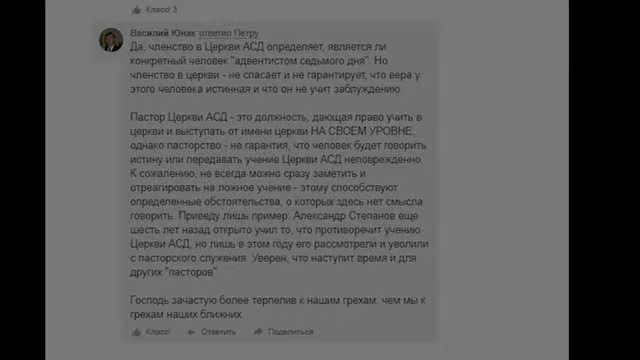 Класс! 3
Василий Юнак ответил Петру
Да, членство в Церкви АСД определяет, является ли
конкретный человек "адвентистом седьмого дня". Но
членство в церкви - не спасает и не гарантирует, что вера у
этого человека истинная и что он не учит заблуждению.
Пастор Церкви АСД - это должность, дающая право учить в
церкви и выступать от имени церкви НА СВОЕМ УРОВНЕ,
однако пасторство - не гарантия, что человек будет говорить
истину или передавать учение Церкви АСД неповрежденно.
К сожалению, не всегда можно сразу заметить и
отреагировать на ложное учение - этому способствуют
определенные обстоятельства, о которых здесь нет смысла
говорить. Приведу лишь пример: Александр Степанов еще
шесть лет назад открыто учил то, что противоречит учению
Церкви АСД, но лишь в этом году его рассмотрели и уволили
с пасторского служения. Уверен, что наступит время и для
других "пасторов"
Господь зачастую более терпелив к нашим грехам, чем мы к
грехам наших ближних.
Класс! Ответить Поделиться